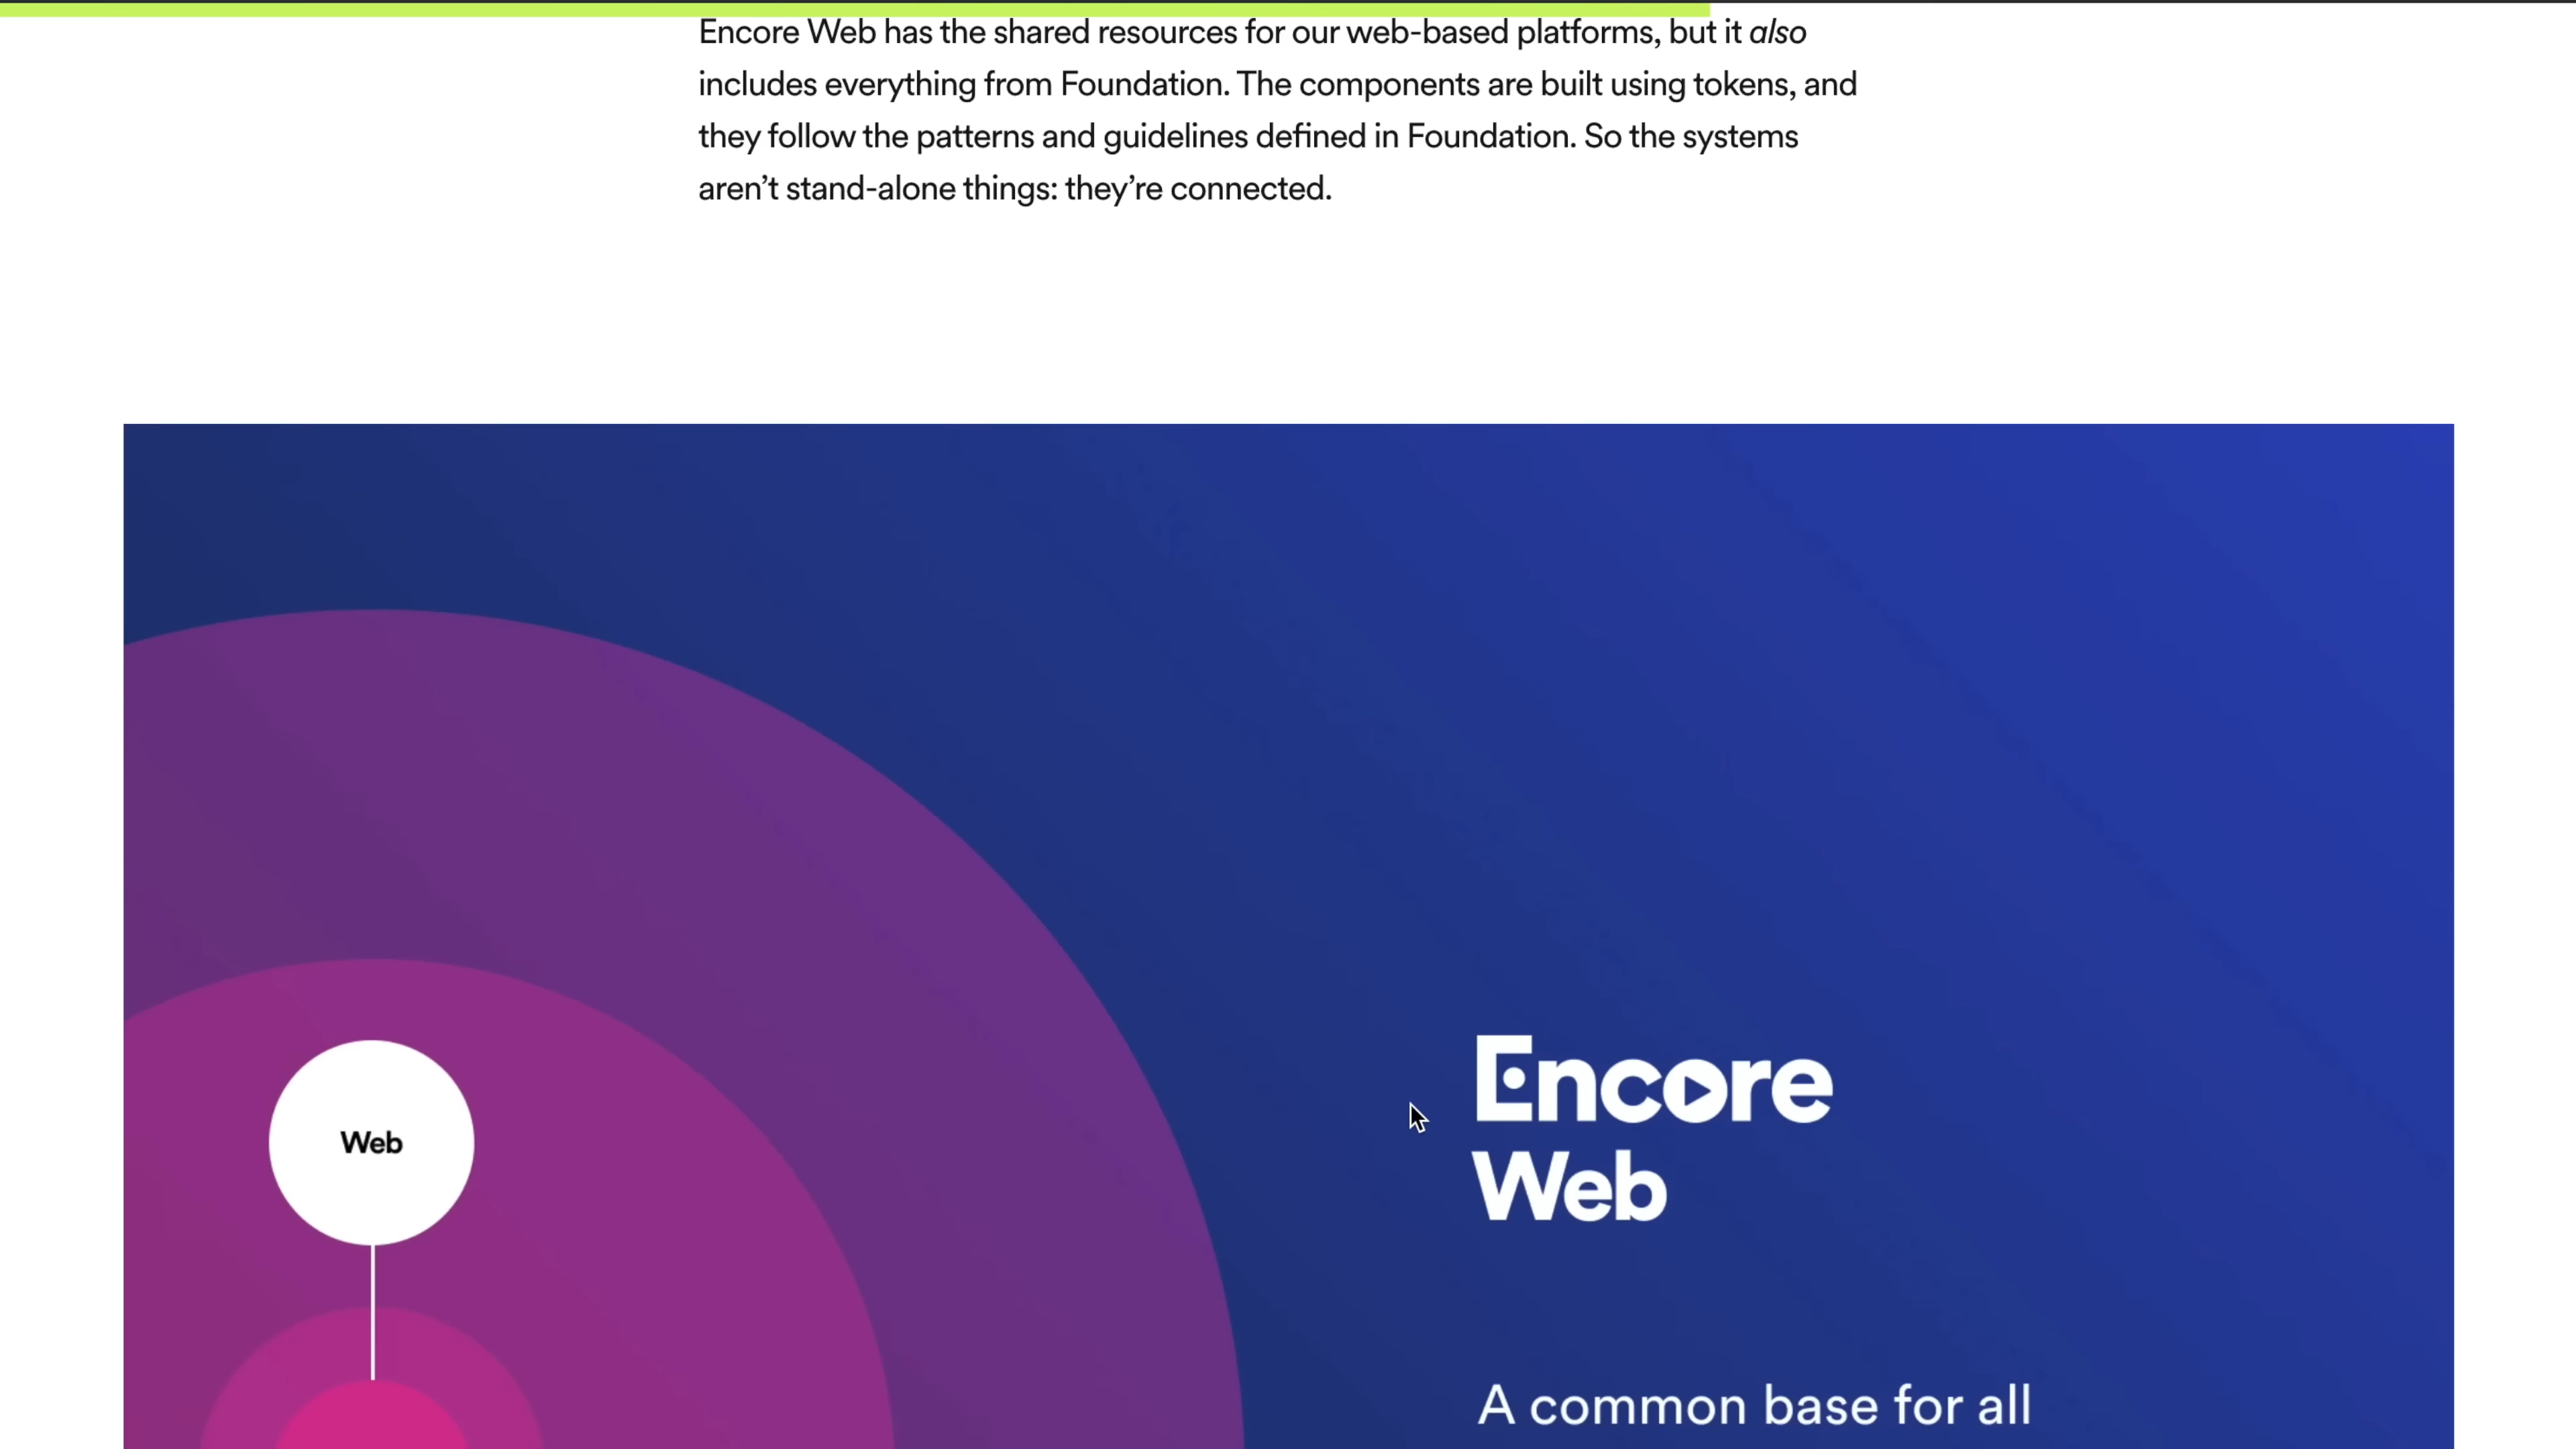 Encore Web has the shared resources for our web-based platforms, but it also
includes everything from Foundation. The components are built using tokens, and
they follow the patterns and guidelines defined in Foundation. So the systems
aren’t stand-alone things: they’re connected.
Web
Encore
Web
A common base for all